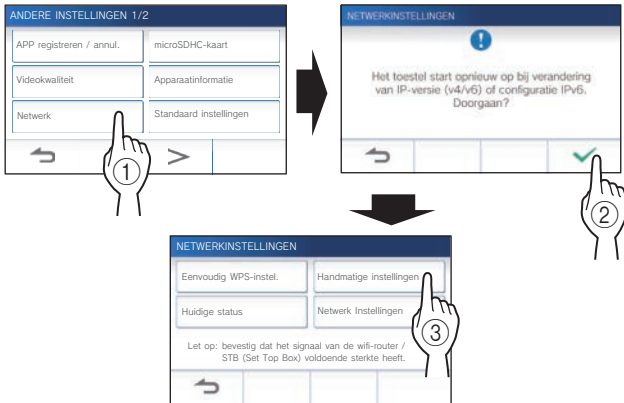 ANDERE INSTELLINGEN 1/2
APP registreren / annul.
microSDHC-kaart
Videokwaliteit
Apparaatinformatie
Netwerk
Standaard instellingen
>
1
NETWERKINSTELLINGEN
!
Het toestel start opnieuw op bij verandering
van IP-versie (v4/v6) of configuratie IPv6.
Doorgaan?
2
NETWERKINSTELLINGEN
Eenvoudig WPS-instel.
Handmatige instellingen
Huidige status
Netwerk Instellingen
3
Let op: bevestig dat het signaal van de wifi-router /
STB (Set Top Box) voldoende sterkte heeft.